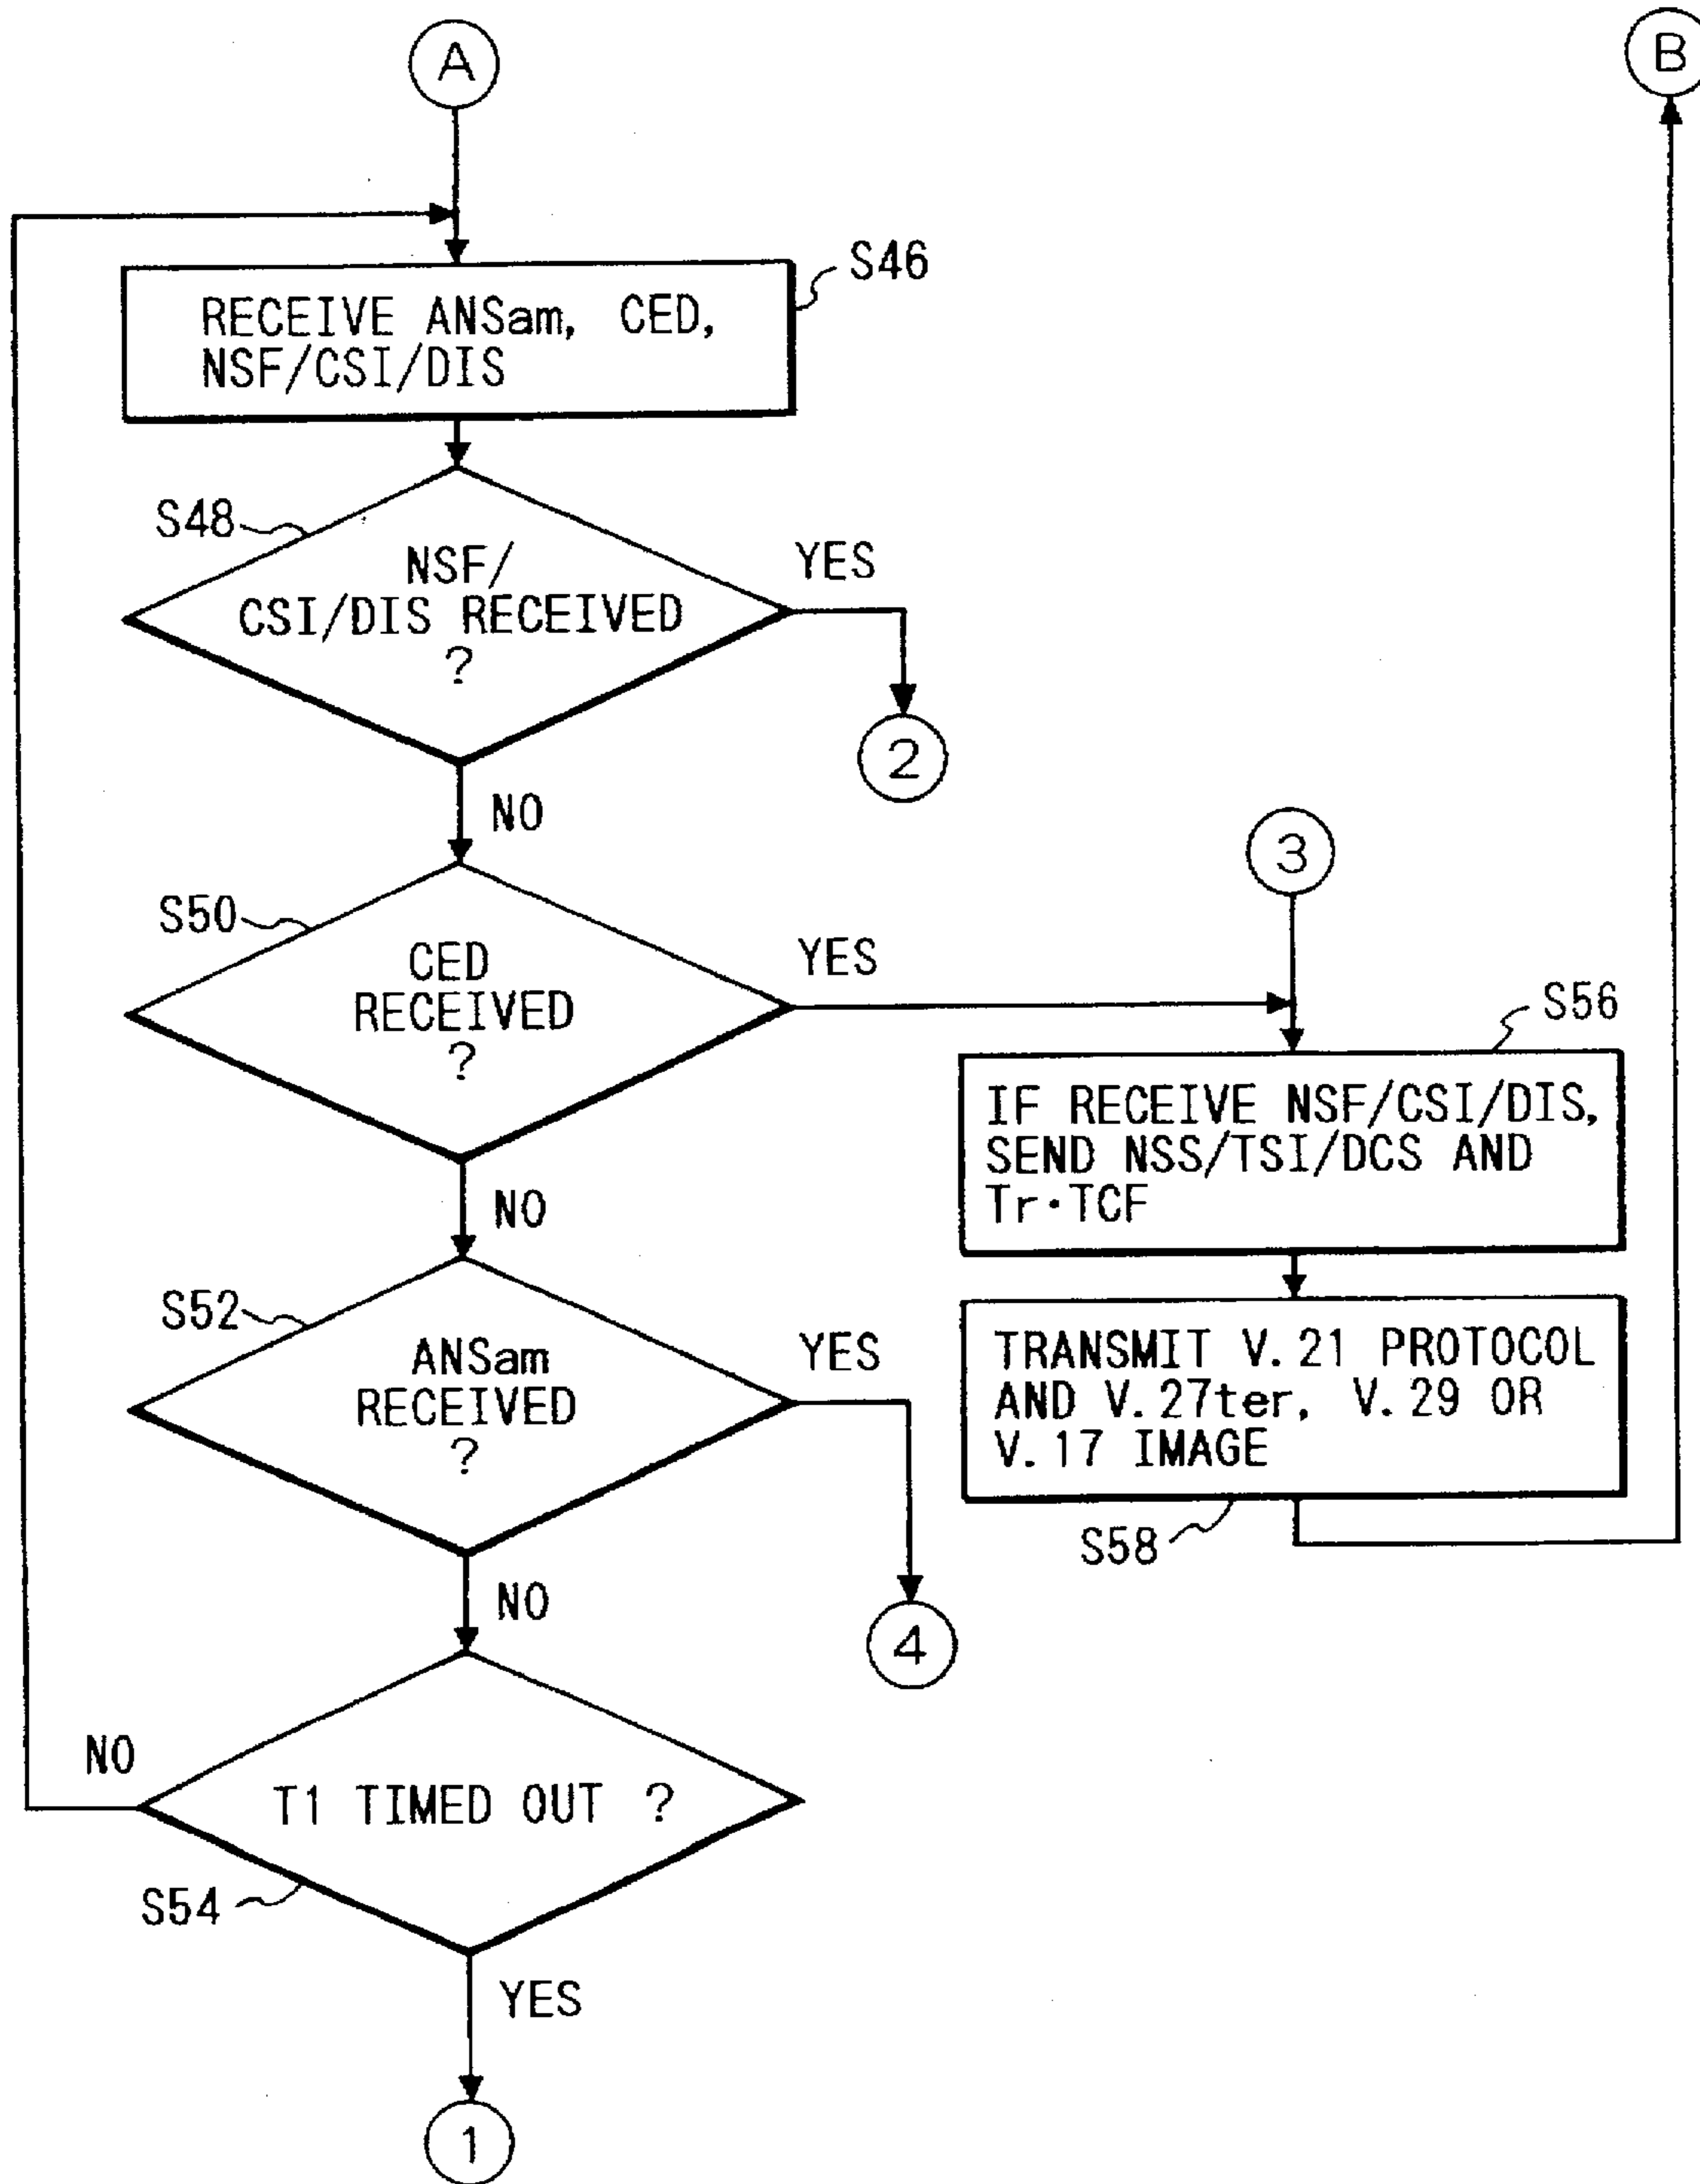 A
B
S46
RECEIVE ANSam, CED,
NSF/CSI/DIS
S48
NSF/
CSI/DIS RECEIVED
?
YES
2
NO
3
S50
CED
RECEIVED
?
YES
S56
IF RECEIVE NSF/CSI/DIS,
SEND NSS/TSI/DCS AND
Tr·TCF
NO
S52
ANSam
RECEIVED
?
YES
TRANSMIT V.21 PROTOCOL
AND V.27ter, V.29 OR
V.17 IMAGE
S58
NO
4
NO
T1 TIMED OUT ?
S54
YES
1